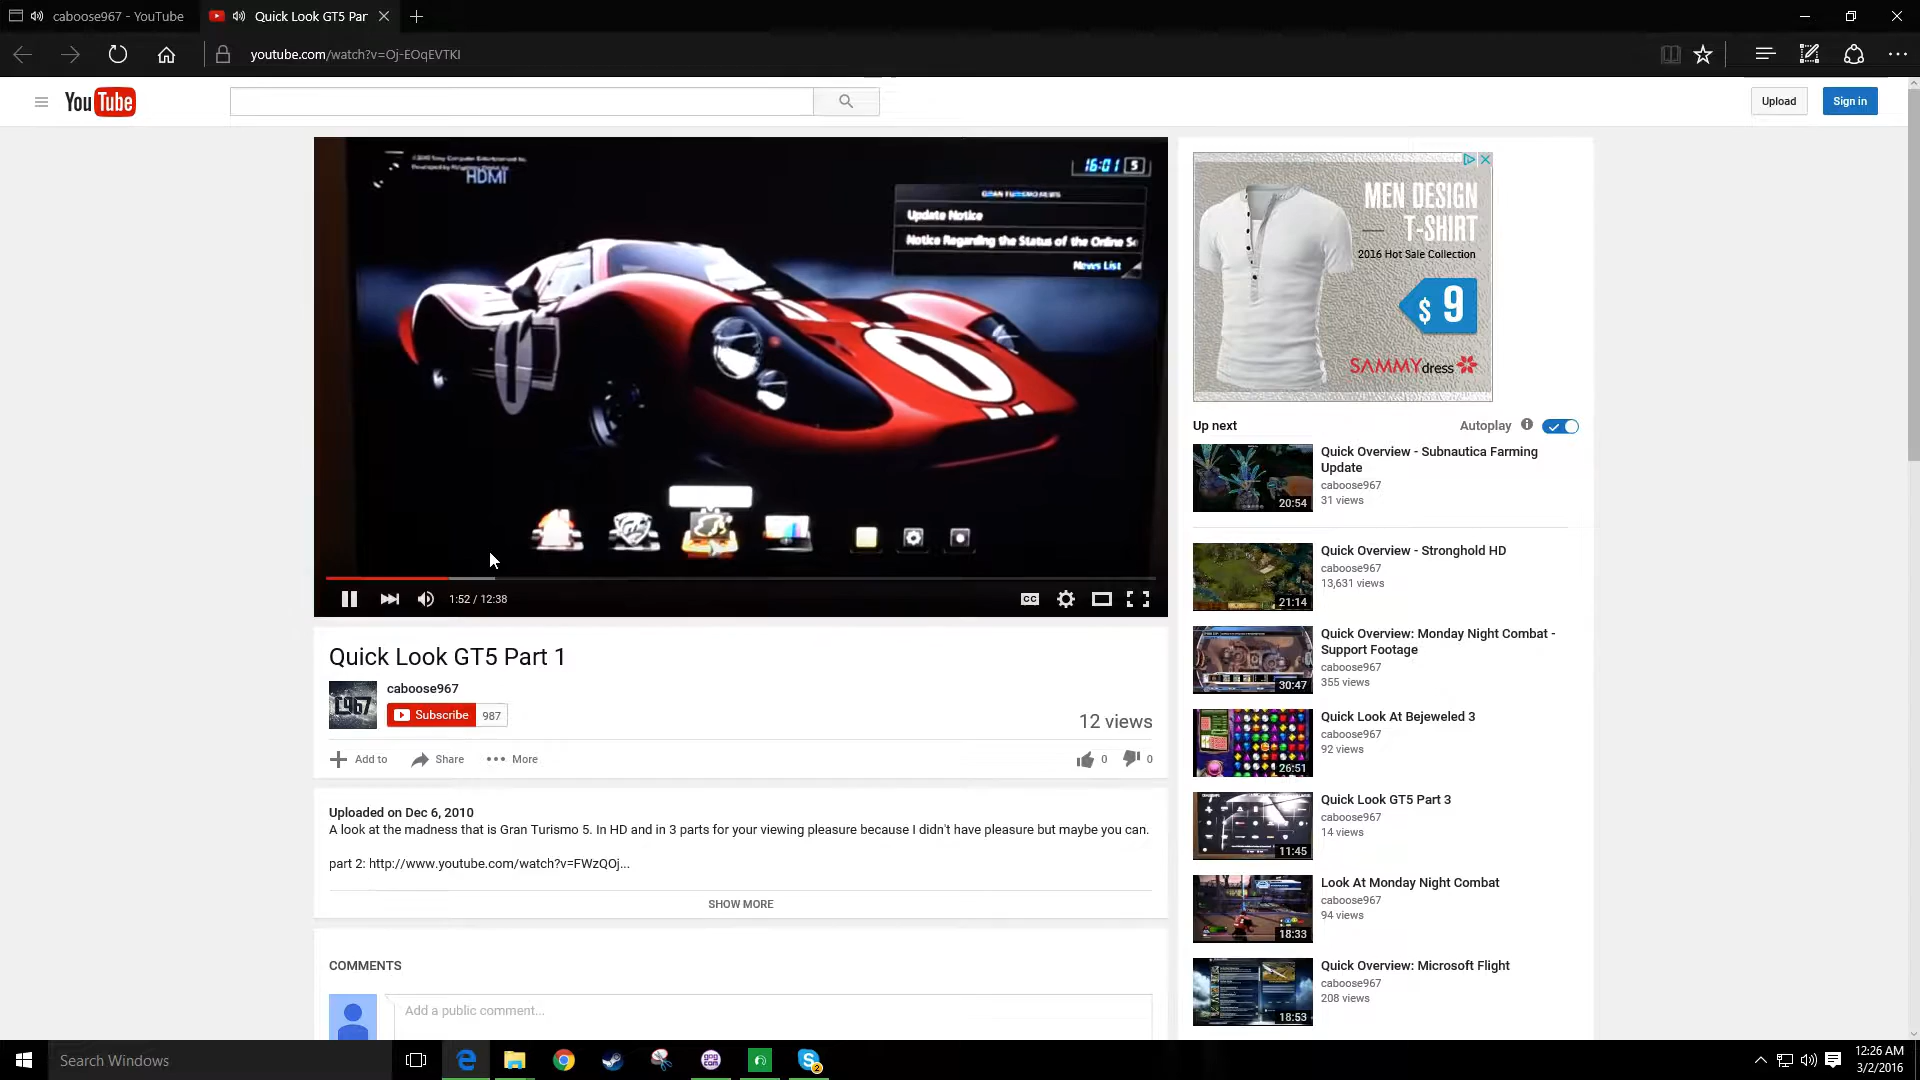 caboose967 - YouTube
Quick Look GT5 Par
youtube.com/watch?v=Oj-EOqEVTKI
YouTube
Upload
Sign in
HDMI
16:01 5
GRAN TURISMO NEWS
Update Notice
Notice Regarding the Status of the Online Se
News List
1:52 / 12:38
CC
MEN DESIGN
T-SHIRT
2016 Hot Sale Collection
$ 9
SAMMYdress
Up next
Autoplay
Quick Overview - Subnautica Farming
Update
caboose967
31 views
20:54
Quick Overview - Stronghold HD
caboose967
13,631 views
21:14
Quick Overview: Monday Night Combat -
Support Footage
caboose967
355 views
30:47
Quick Look At Bejeweled 3
caboose967
92 views
26:51
Quick Look GT5 Part 3
caboose967
14 views
11:45
Look At Monday Night Combat
caboose967
94 views
18:33
Quick Overview: Microsoft Flight
caboose967
208 views
18:53
Quick Look GT5 Part 1
C967
caboose967
Subscribe 987
12 views
Add to
Share
More
0
0
Uploaded on Dec 6, 2010
A look at the madness that is Gran Turismo 5. In HD and in 3 parts for your viewing pleasure because I didn't have pleasure but maybe you can.
part 2: http://www.youtube.com/watch?v=FWzQOj...
SHOW MORE
COMMENTS
Add a public comment...
Search Windows
12:26 AM
3/2/2016